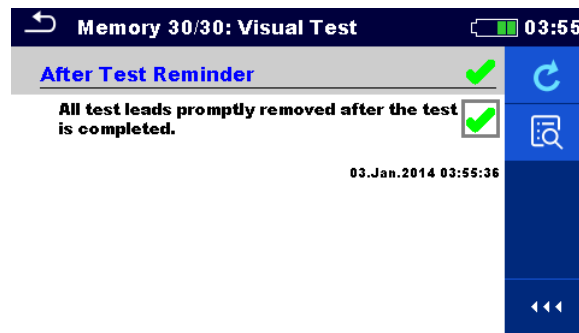 Memory 30/30: Visual Test
03:55
After Test Reminder
All test leads promptly removed after the test
is completed.
03.Jan.2014 03:55:36